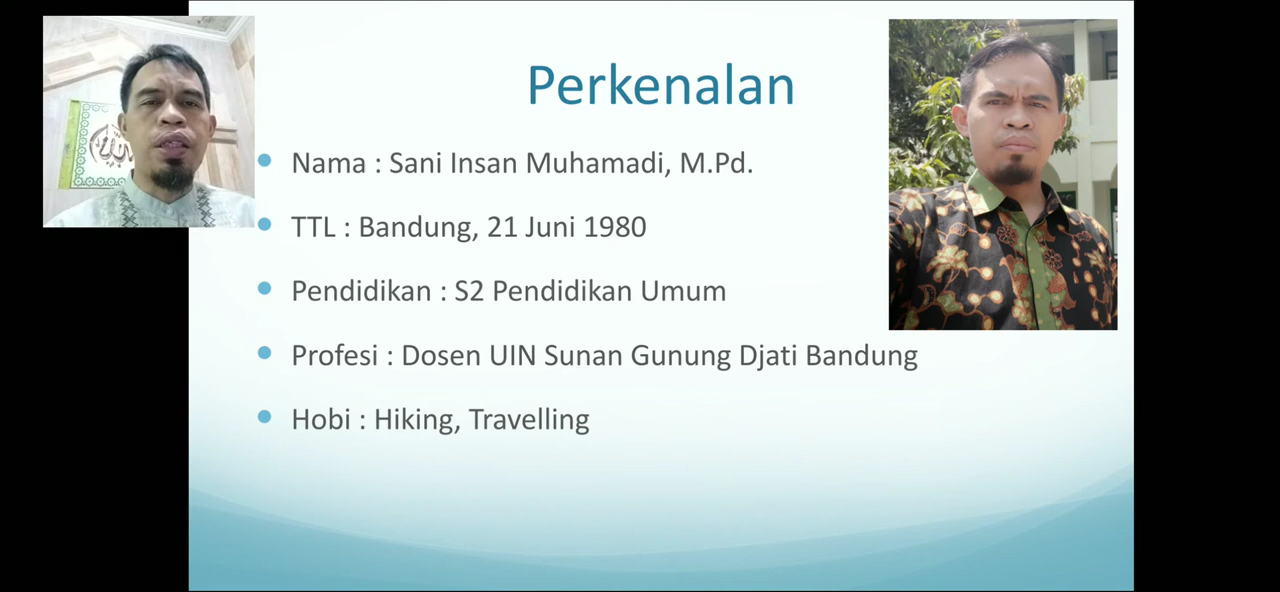 Perkenalan
Nama : Sani Insan Muhamadi, M.Pd.
TTL : Bandung, 21 Juni 1980
Pendidikan : S2 Pendidikan Umum
Profesi : Dosen UIN Sunan Gunung Djati Bandung
Hobi : Hiking, Travelling